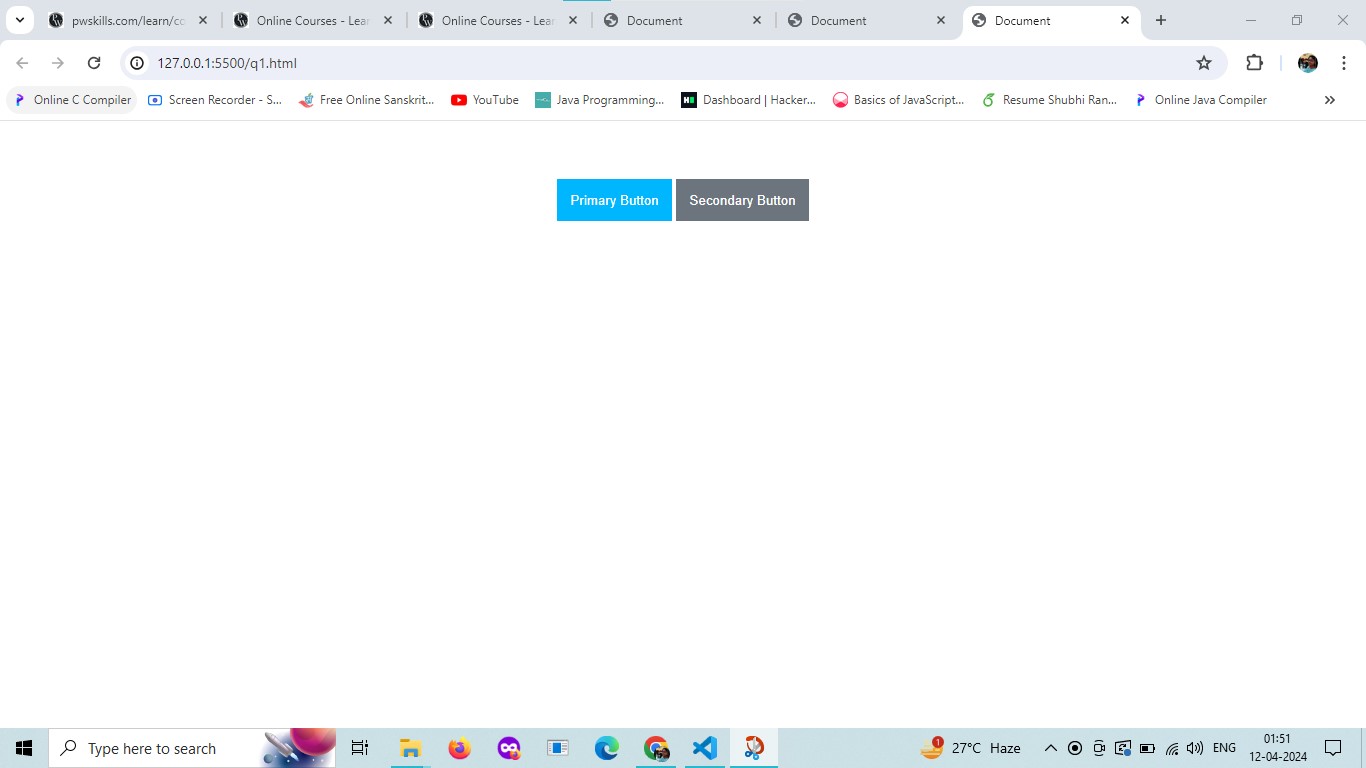 pwskills.com/learn/co
Online Courses - Lear
Online Courses - Lear
Document
Document
Document
127.0.0.1:5500/q1.html
Online C Compiler
Screen Recorder - S...
Free Online Sanskrit...
YouTube
Java Programming...
Dashboard | Hacker...
Basics of JavaScript...
Resume Shubhi Ran...
Online Java Compiler
Primary Button
Secondary Button
Type here to search
1
27°C Haze
ENG
01:51
12-04-2024